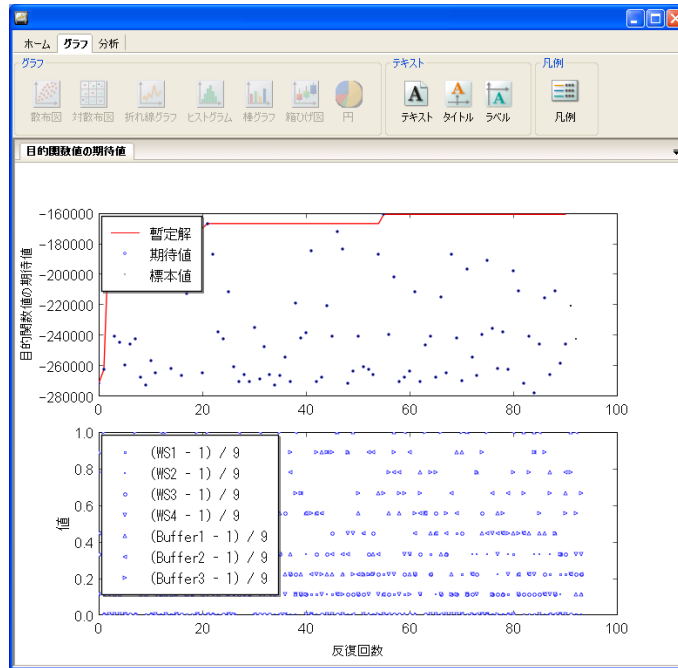 ホーム グラフ 分析
グラフ テキスト 凡例
散布図 対散布図 折れ線グラフ ヒストグラム 棒グラフ 箱ひげ図 円 テキスト タイトル ラベル 凡例
目的関数値の期待値
目的関数値の期待値
-160000
-180000
-200000
-220000
-240000
-260000
-280000
暫定解
期待値
標本値
0 20 40 60 80 100
値
1.0
0.8
0.6
0.4
0.2
0.0
(WS1 - 1) / 9
(WS2 - 1) / 9
(WS3 - 1) / 9
(WS4 - 1) / 9
(Buffer1 - 1) / 9
(Buffer2 - 1) / 9
(Buffer3 - 1) / 9
0 20 40 60 80 100
反復回数